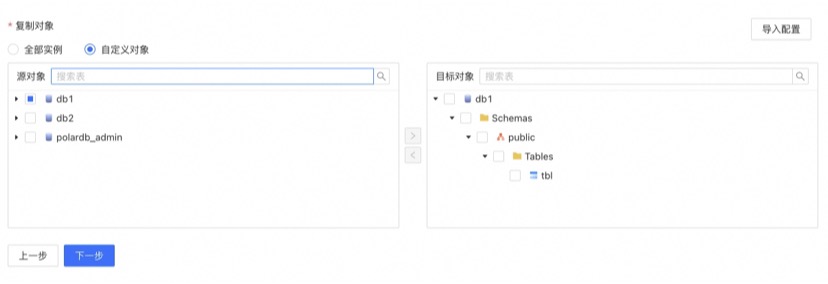 * 复制对象
导入配置
全部实例 自定义对象
源对象 搜索表
db1
db2
polardb_admin
目标对象 搜索表
db1
Schemas
public
Tables
tbl
上一步 下一步